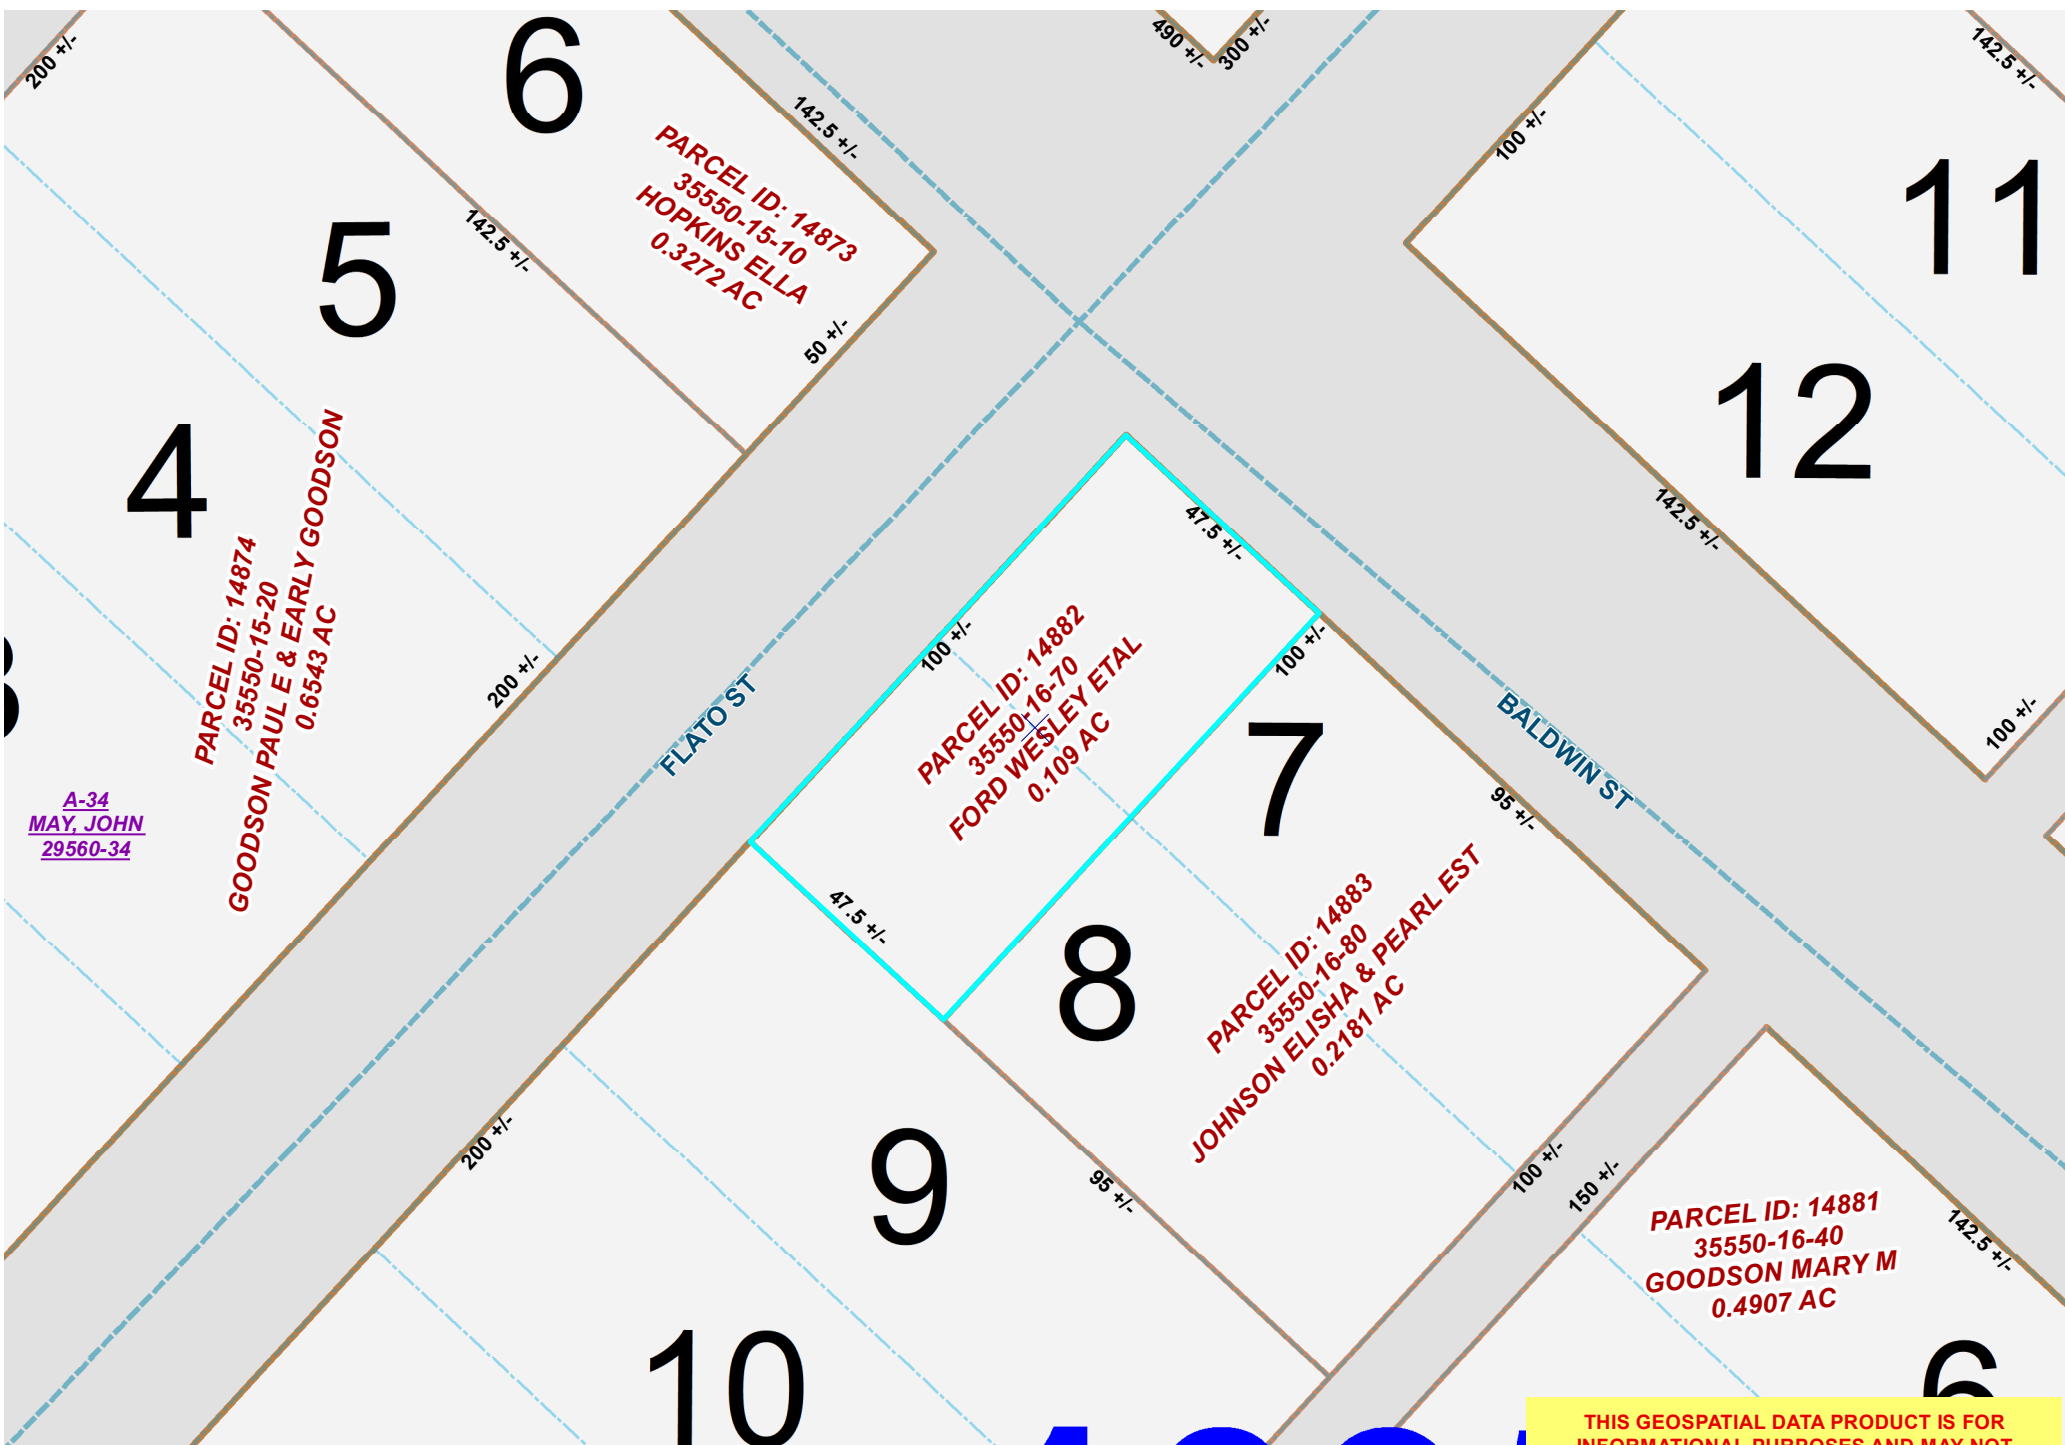 200 +/-
6
142.5 +/-
490 +/-
300 +/-
142.5 +/-
100 +/-
11
PARCEL ID: 14873
35550-15-10
HOPKINS ELLA
0.3272 AC
142.5 +/-
5
50 +/-
12
142.5 +/-
4
PARCEL ID: 14874
35550-15-20
GOODSON PAUL E & EARLY GOODSON
0.6543 AC
200 +/-
A-34
MAY, JOHN
29560-34
FLATO ST
47.5 +/-
100 +/-
PARCEL ID: 14882
35550-16-70
FORD WESLEY ETAL
0.109 AC
100 +/-
47.5 +/-
7
BALDWIN ST
100 +/-
95 +/-
8
PARCEL ID: 14883
35550-16-80
JOHNSON ELISHA & PEARL EST
0.2181 AC
200 +/-
9
95 +/-
100 +/-
150 +/-
PARCEL ID: 14881
35550-16-40
GOODSON MARY M
0.4907 AC
142.5 +/-
10
6
THIS GEOSPATIAL DATA PRODUCT IS FOR
INFORMATIONAL PURPOSES AND MAY NOT